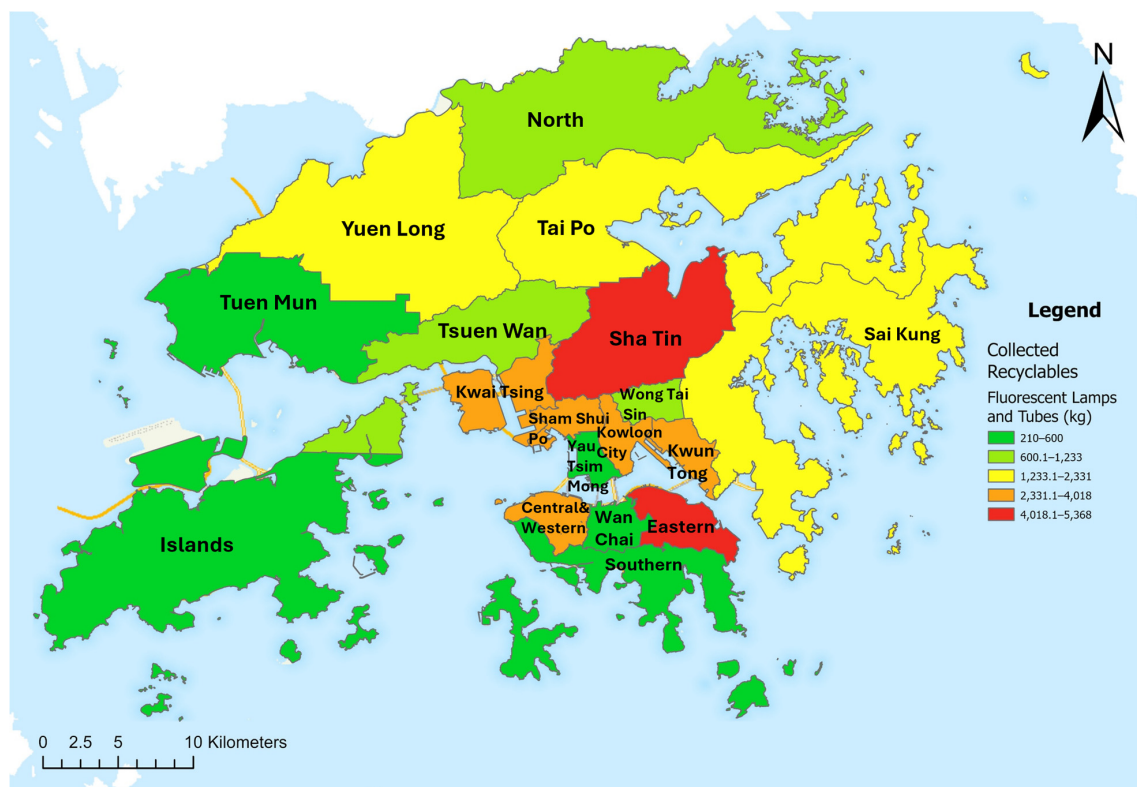 N
North
Yuen Long
Tai Po
Tuen Mun
Tsuen Wan
Sha Tin
Sai Kung
Kwai Tsing
Wong Tai
Sin
Sham Shui
Po
Kowloon
City
Yau
Tsim
Mong
Kwun
Tong
Central&
Western
Wan
Chai
Eastern
Southern
Islands
Legend
Collected
Recyclables
Fluorescent Lamps
and Tubes (kg)
210–600
600.1–1,233
1,233.1–2,331
2,331.1–4,018
4,018.1–5,368
0 2.5 5 10 Kilometers